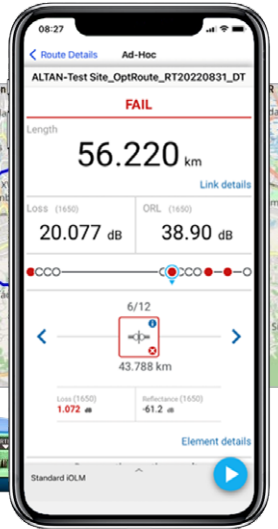 08:27
Route Details Ad-Hoc
ALTAN-Test Site_OptRoute_RT20220831_DT
FAIL
Length
56.220 km
Link details
Loss (1650) ORL (1650)
20.077 dB 38.90 dB
6/12
43.788 km
Loss (1650) Reflectance (1650)
1.072 dB -61.2 dB
Element details
Standard iOLM